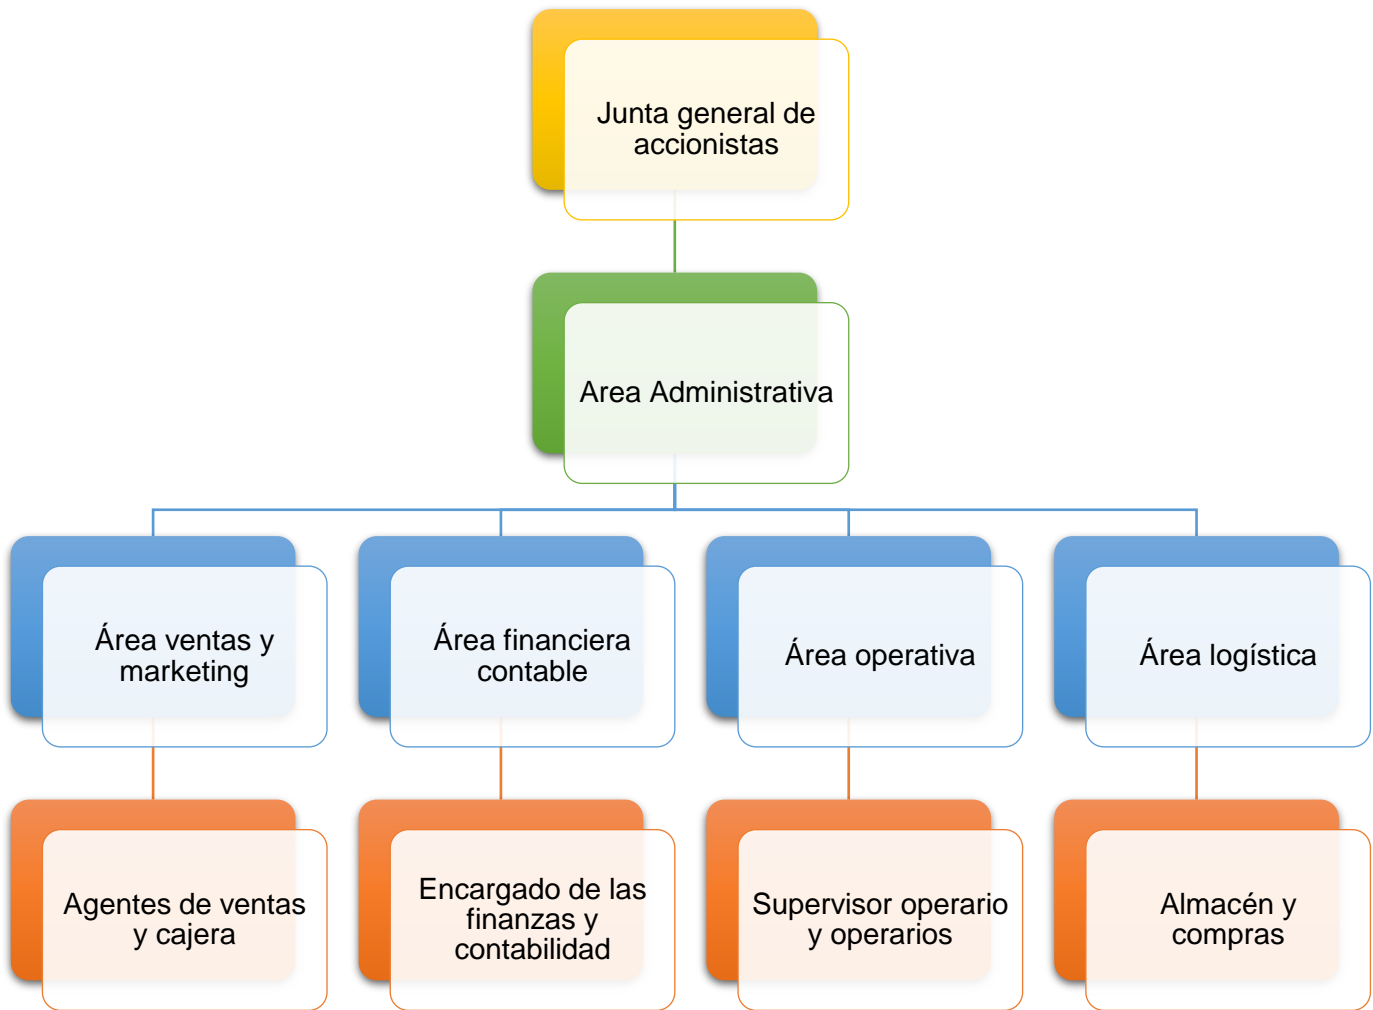 Junta general de
accionistas
Area Administrativa
Área ventas y
marketing
Área financiera
contable
Área operativa
Área logística
Agentes de ventas
y cajera
Encargado de las
finanzas y
contabilidad
Supervisor operario
y operarios
Almacén y
compras